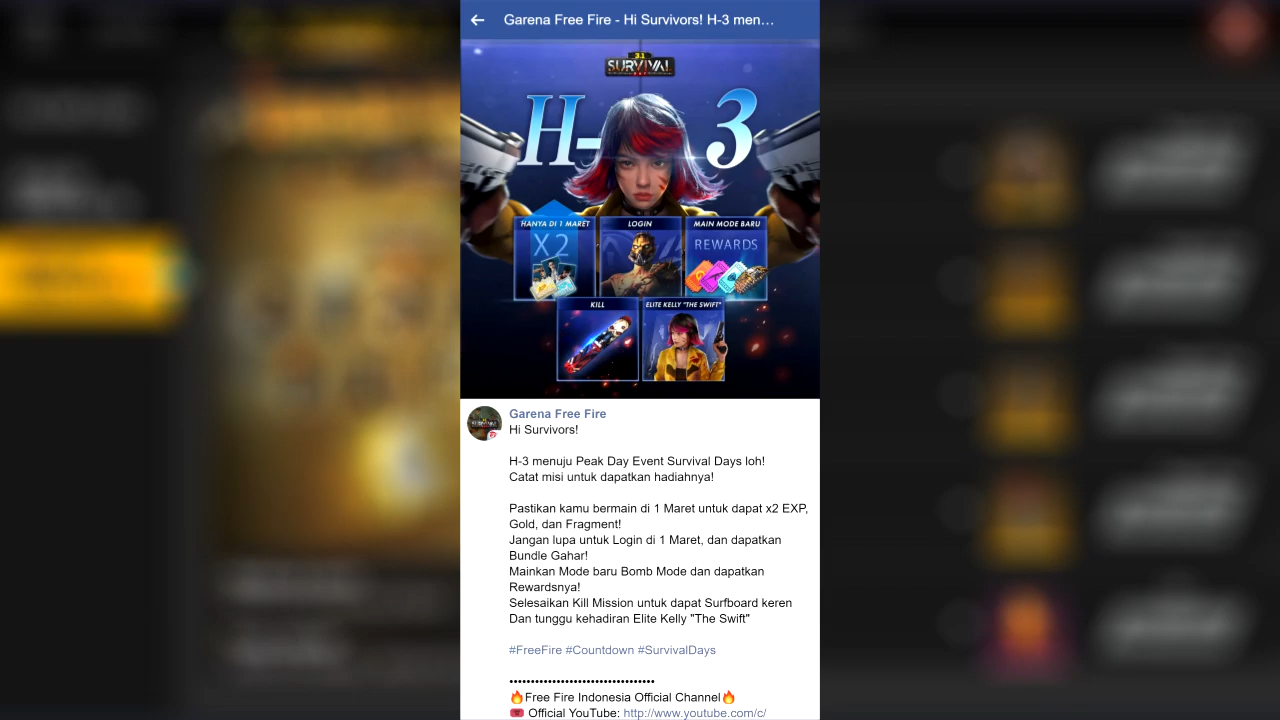 Garena Free Fire - Hi Survivors! H-3 men…
3.1
SURVIVAL
H-3
HANYA DI 1 MARET
X2
LOGIN
MAIN MODE BARU
REWARDS
KILL
ELITE KELLY "THE SWIFT"
Garena Free Fire
Hi Survivors!
H-3 menuju Peak Day Event Survival Days loh!
Catat misi untuk dapatkan hadiahnya!
Pastikan kamu bermain di 1 Maret untuk dapat x2 EXP,
Gold, dan Fragment!
Jangan lupa untuk Login di 1 Maret, dan dapatkan
Bundle Gahar!
Mainkan Mode baru Bomb Mode dan dapatkan
Rewardsnya!
Selesaikan Kill Mission untuk dapat Surfboard keren
Dan tunggu kehadiran Elite Kelly "The Swift"
#FreeFire #Countdown #SurvivalDays
••••••••••••••••••••••••••••••••••
🔥Free Fire Indonesia Official Channel🔥
Official YouTube: http://www.youtube.com/c/